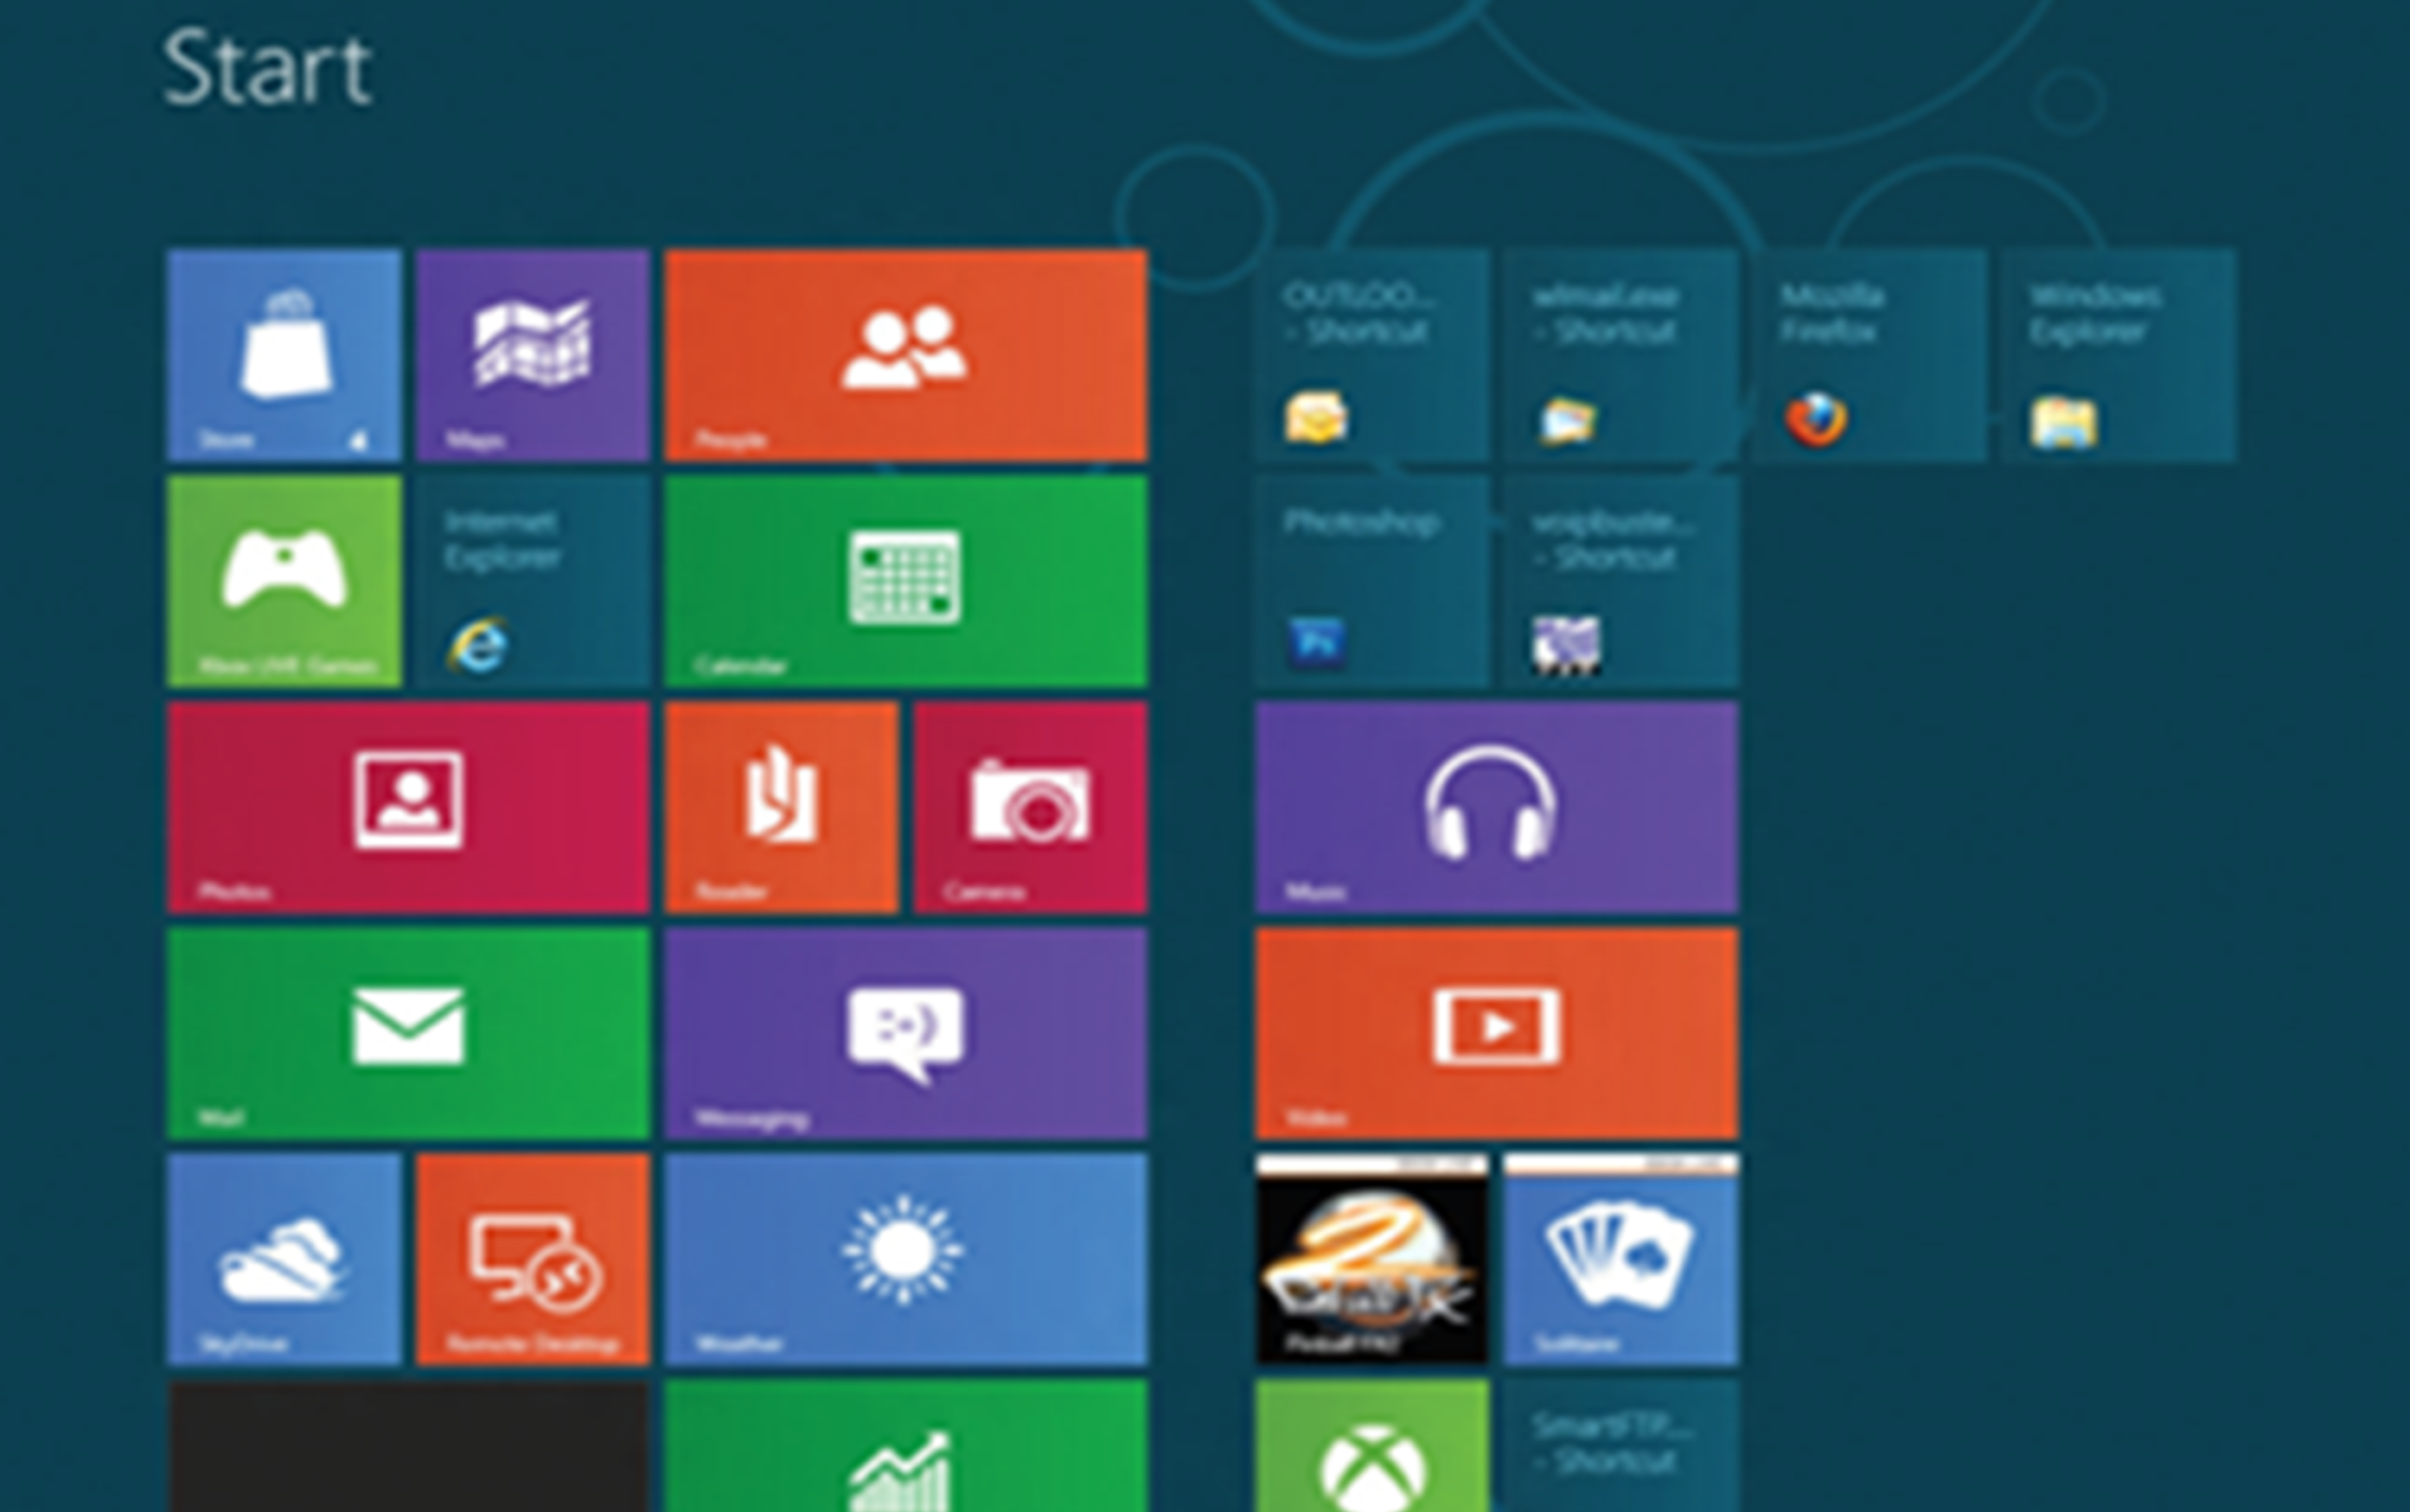 Start
Store
4
Maps
People
OUTLOO...
- Shortcut
wlmail.exe
- Shortcut
Mozilla
Firefox
Windows
Explorer
Xbox LIVE Games
Internet
Explorer
Calendar
Photoshop
Ps
voipbuste...
- Shortcut
Photos
Reader
Camera
Music
Mail
:-)
Messaging
Video
SkyDrive
Remote Desktop
Weather
Pinball FX2
Solitaire
SmartFTP...
- Shortcut